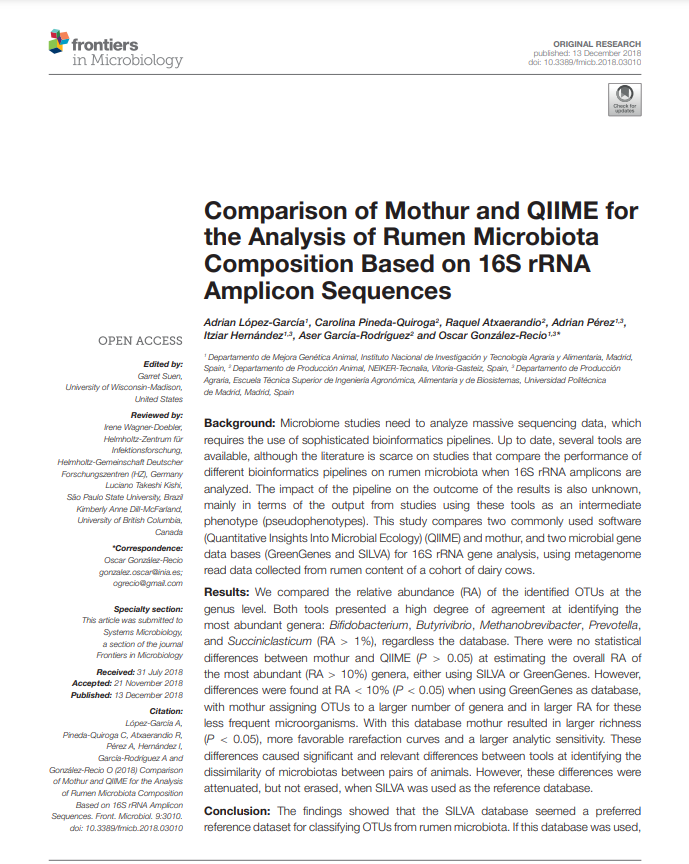 frontiers
in Microbiology
ORIGINAL RESEARCH
published: 13 December 2018
doi: 10.3389/fmicb.2018.03010
Check for
updates
Comparison of Mothur and QIIME for
the Analysis of Rumen Microbiota
Composition Based on 16S rRNA
Amplicon Sequences
Adrian López-García¹, Carolina Pineda-Quiroga², Raquel Atxaerandio², Adrian Pérez¹,³,
Itziar Hernández¹,³, Aser García-Rodríguez² and Oscar González-Recio¹,³*
¹ Departamento de Mejora Genética Animal, Instituto Nacional de Investigación y Tecnología Agraria y Alimentaria, Madrid,
Spain, ² Departamento de Producción Animal, NEIKER-Tecnalia, Vitoria-Gasteiz, Spain, ³ Departamento de Producción
Agraria, Escuela Técnica Superior de Ingeniería Agronómica, Alimentaria y de Biosistemas, Universidad Politécnica
de Madrid, Madrid, Spain
OPEN ACCESS
Edited by:
Garret Suen,
University of Wisconsin-Madison,
United States
Reviewed by:
Irene Wagner-Doebler,
Helmholtz-Zentrum für
Infektionsforschung,
Helmholtz-Gemeinschaft Deutscher
Forschungszentren (HZ), Germany
Luciano Takeshi Kishi,
São Paulo State University, Brazil
Kimberly Anne Dill-McFarland,
University of British Columbia,
Canada
*Correspondence:
Oscar González-Recio
gonzalez.oscar@inia.es;
ogrecio@gmail.com
Specialty section:
This article was submitted to
Systems Microbiology,
a section of the journal
Frontiers in Microbiology
Received: 31 July 2018
Accepted: 21 November 2018
Published: 13 December 2018
Citation:
López-García A,
Pineda-Quiroga C, Atxaerandio R,
Pérez A, Hernández I,
García-Rodríguez A and
González-Recio O (2018) Comparison
of Mothur and QIIME for the Analysis
of Rumen Microbiota Composition
Based on 16S rRNA Amplicon
Sequences. Front. Microbiol. 9:3010.
doi: 10.3389/fmicb.2018.03010
Background: Microbiome studies need to analyze massive sequencing data, which
requires the use of sophisticated bioinformatics pipelines. Up to date, several tools are
available, although the literature is scarce on studies that compare the performance of
different bioinformatics pipelines on rumen microbiota when 16S rRNA amplicons are
analyzed. The impact of the pipeline on the outcome of the results is also unknown,
mainly in terms of the output from studies using these tools as an intermediate
phenotype (pseudophenotypes). This study compares two commonly used software
(Quantitative Insights Into Microbial Ecology) (QIIME) and mothur, and two microbial gene
data bases (GreenGenes and SILVA) for 16S rRNA gene analysis, using metagenome
read data collected from rumen content of a cohort of dairy cows.
Results: We compared the relative abundance (RA) of the identified OTUs at the
genus level. Both tools presented a high degree of agreement at identifying the
most abundant genera: Bifidobacterium, Butyrivibrio, Methanobrevibacter, Prevotella,
and Succiniclasticum (RA > 1%), regardless the database. There were no statistical
differences between mothur and QIIME (P > 0.05) at estimating the overall RA of
the most abundant (RA > 10%) genera, either using SILVA or GreenGenes. However,
differences were found at RA < 10% (P < 0.05) when using GreenGenes as database,
with mothur assigning OTUs to a larger number of genera and in larger RA for these
less frequent microorganisms. With this database mothur resulted in larger richness
(P < 0.05), more favorable rarefaction curves and a larger analytic sensitivity. These
differences caused significant and relevant differences between tools at identifying the
dissimilarity of microbiotas between pairs of animals. However, these differences were
attenuated, but not erased, when SILVA was used as the reference database.
Conclusion: The findings showed that the SILVA database seemed a preferred
reference dataset for classifying OTUs from rumen microbiota. If this database was used,